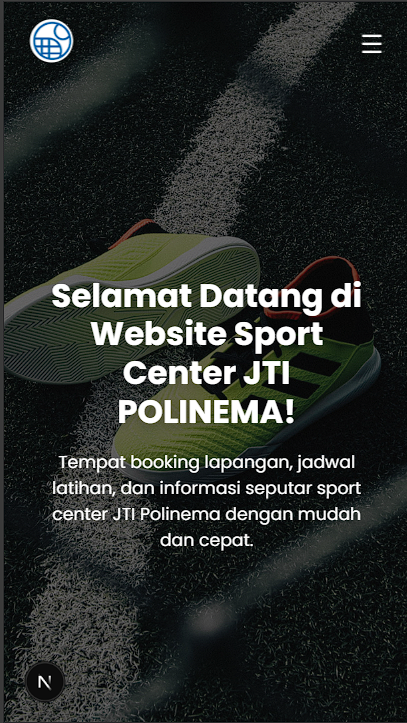 Selamat Datang di
Website Sport
Center JTI
POLINEMA!
Tempat booking lapangan, jadwal
latihan, dan informasi seputar sport
center JTI Polinema dengan mudah
dan cepat.
N